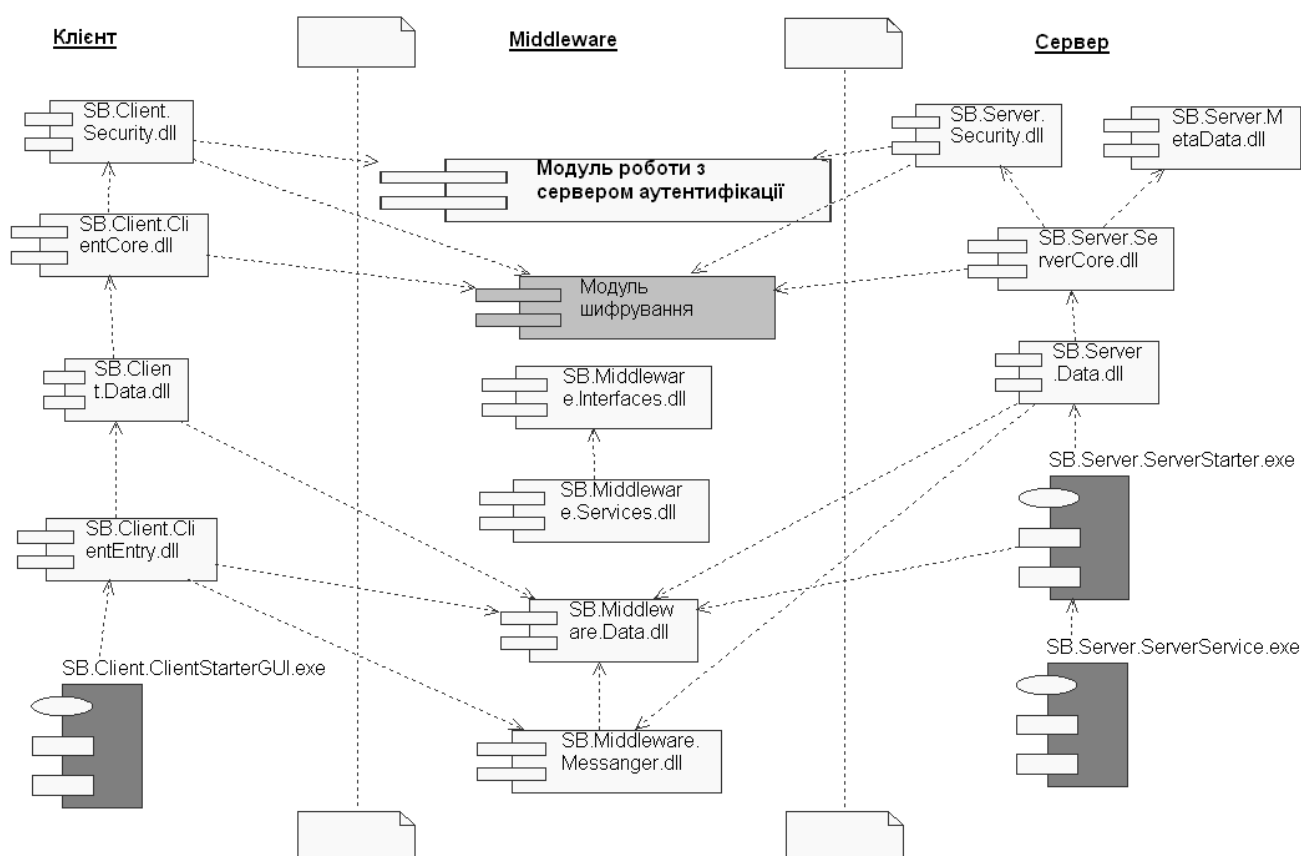 Клієнт
Middleware
Сервер
SB.Client.
Security.dll
SB.Server.
Security.dll
SB.Server.M
etaData.dll
Модуль роботи з
сервером аутентифікації
SB.Client.Cli
entCore.dll
SB.Server.Se
rverCore.dll
Модуль
шифрування
SB.Clien
t.Data.dll
SB.Middlewar
e.Interfaces.dll
SB.Server
.Data.dll
SB.Server.ServerStarter.exe
SB.Middlewar
e.Services.dll
SB.Client.Cli
entEntry.dll
SB.Middlew
are.Data.dll
SB.Server.ServerService.exe
SB.Client.ClientStarterGUI.exe
SB.Middleware.
Messanger.dll